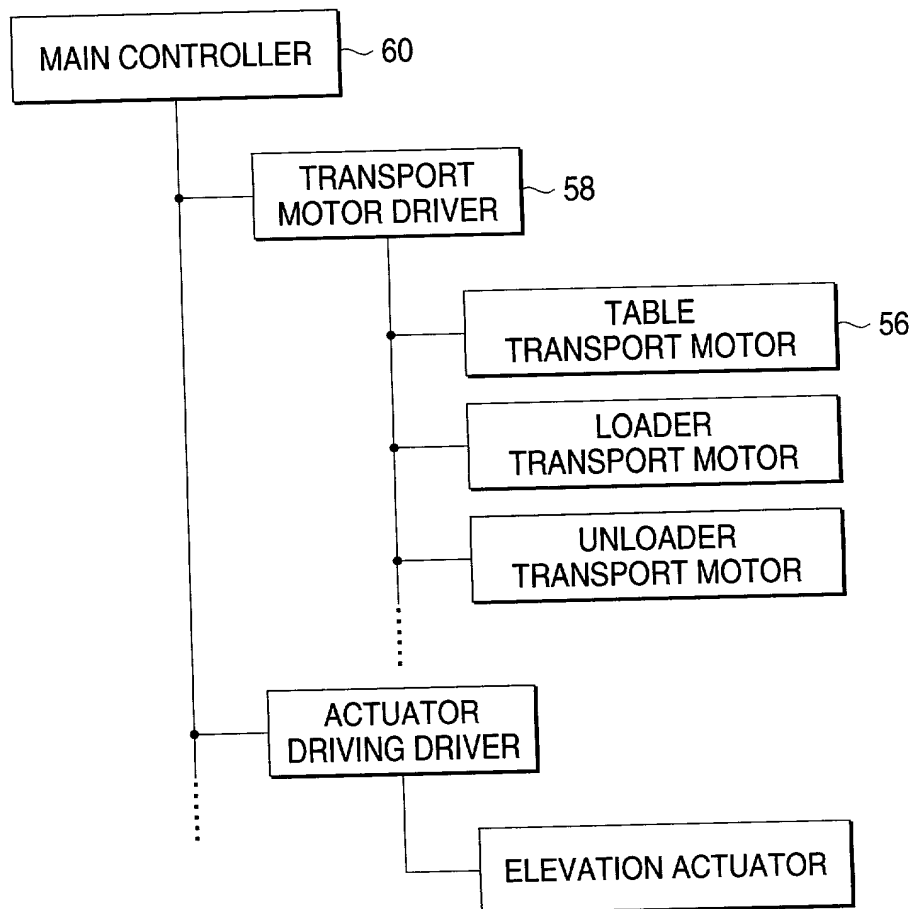 MAIN CONTROLLER
60
TRANSPORT
MOTOR DRIVER
58
TABLE
TRANSPORT MOTOR
56
LOADER
TRANSPORT MOTOR
UNLOADER
TRANSPORT MOTOR
ACTUATOR
DRIVING DRIVER
ELEVATION ACTUATOR